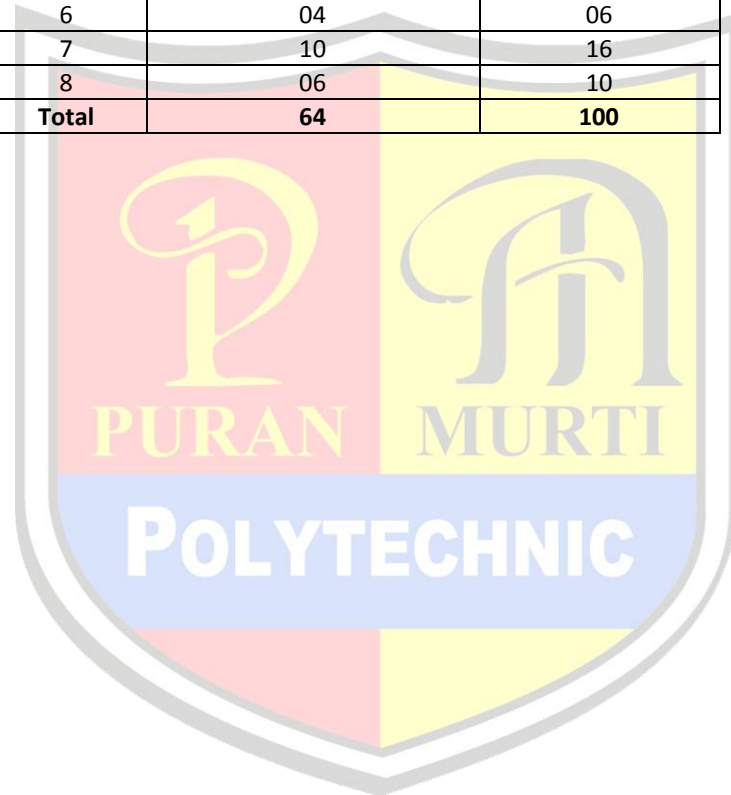 6 04 06
7 10 16
8 06 10
Total 64 100
PURAN MURTI
POLYTECHNIC